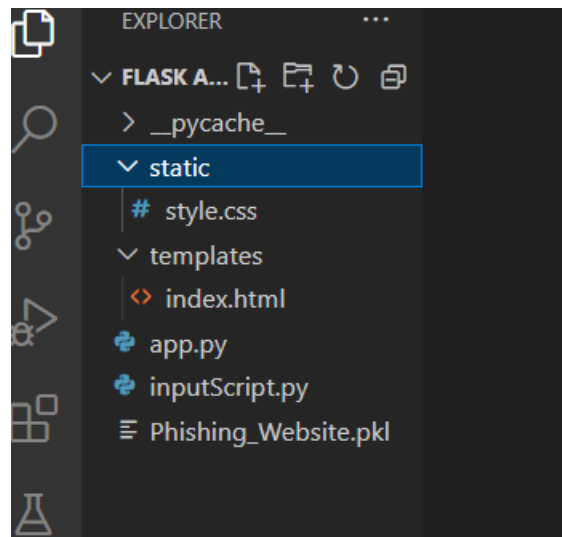 EXPLORER ...
FLASK A...
__pycache__
static
# style.css
templates
<> index.html
app.py
inputScript.py
Phishing_Website.pkl